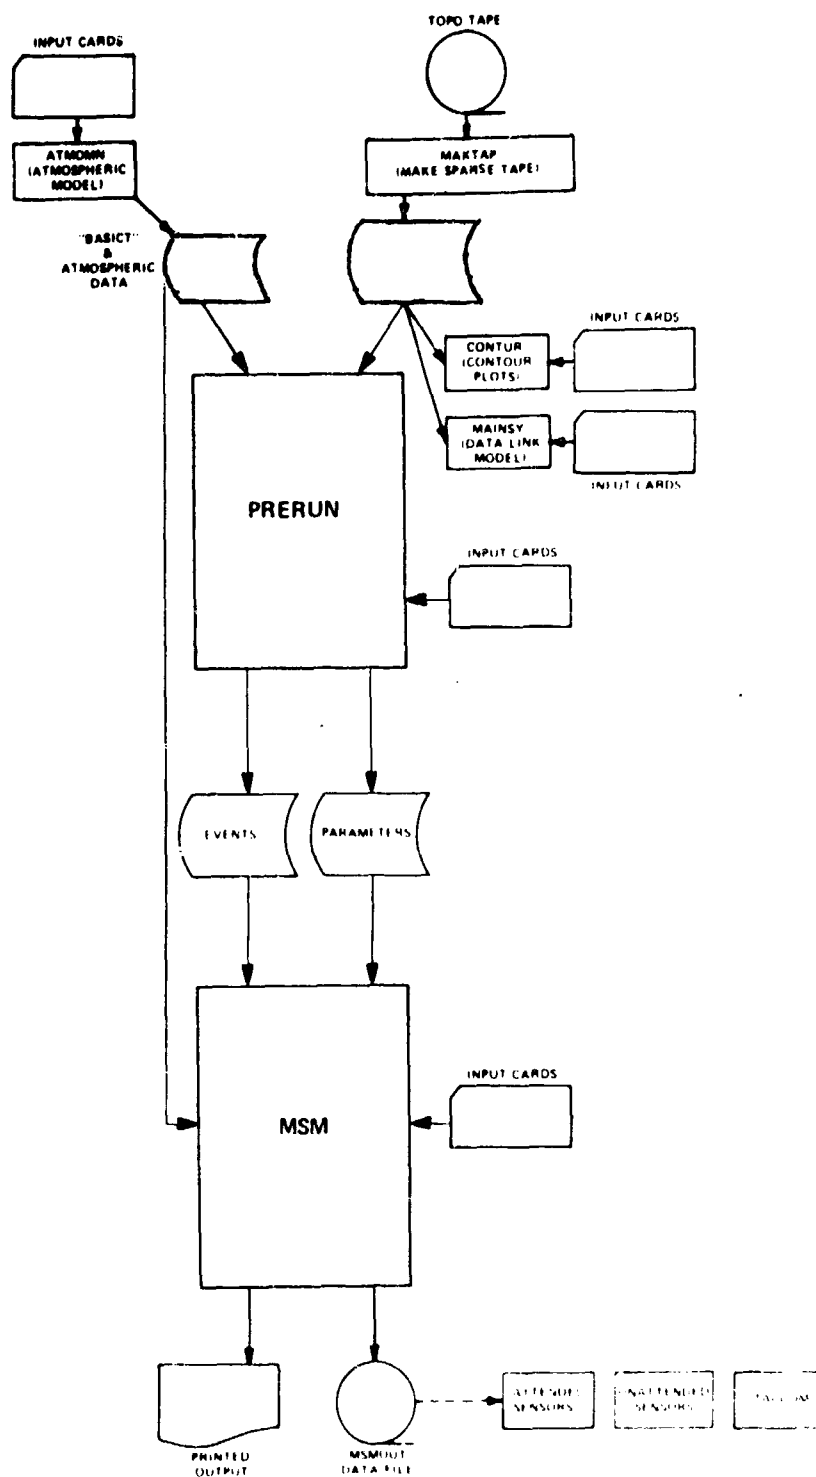 TOPO TAPE
INPUT CARDS
ATMOMN
(ATMOSPHERIC
MODEL)
MAKTAP
(MAKE SPARSE TAPE)
"BASICT"
&
ATMOSPHERIC
DATA
INPUT CARDS
CONTUR
(CONTOUR
PLOTS)
MAINSY
(DATA LINK
MODEL)
INPUT CARDS
PRERUN
INPUT CARDS
EVENTS
PARAMETERS
INPUT CARDS
MSM
ATTENDED
SENSORS
UNATTENDED
SENSORS
PRINTED
OUTPUT
MSMOUT
DATA FILE